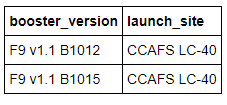 booster_version launch_site
F9 v1.1 B1012 CCAFS LC-40
F9 v1.1 B1015 CCAFS LC-40